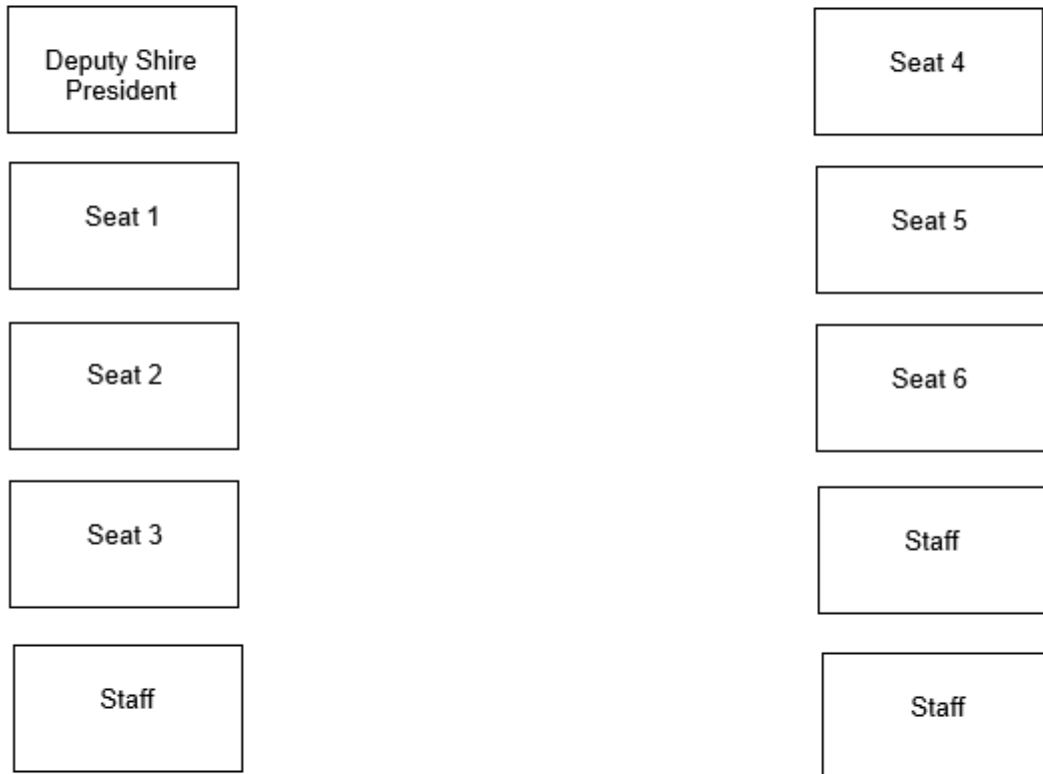 Deputy Shire
President
Seat 1
Seat 2
Seat 3
Staff
Seat 4
Seat 5
Seat 6
Staff
Staff